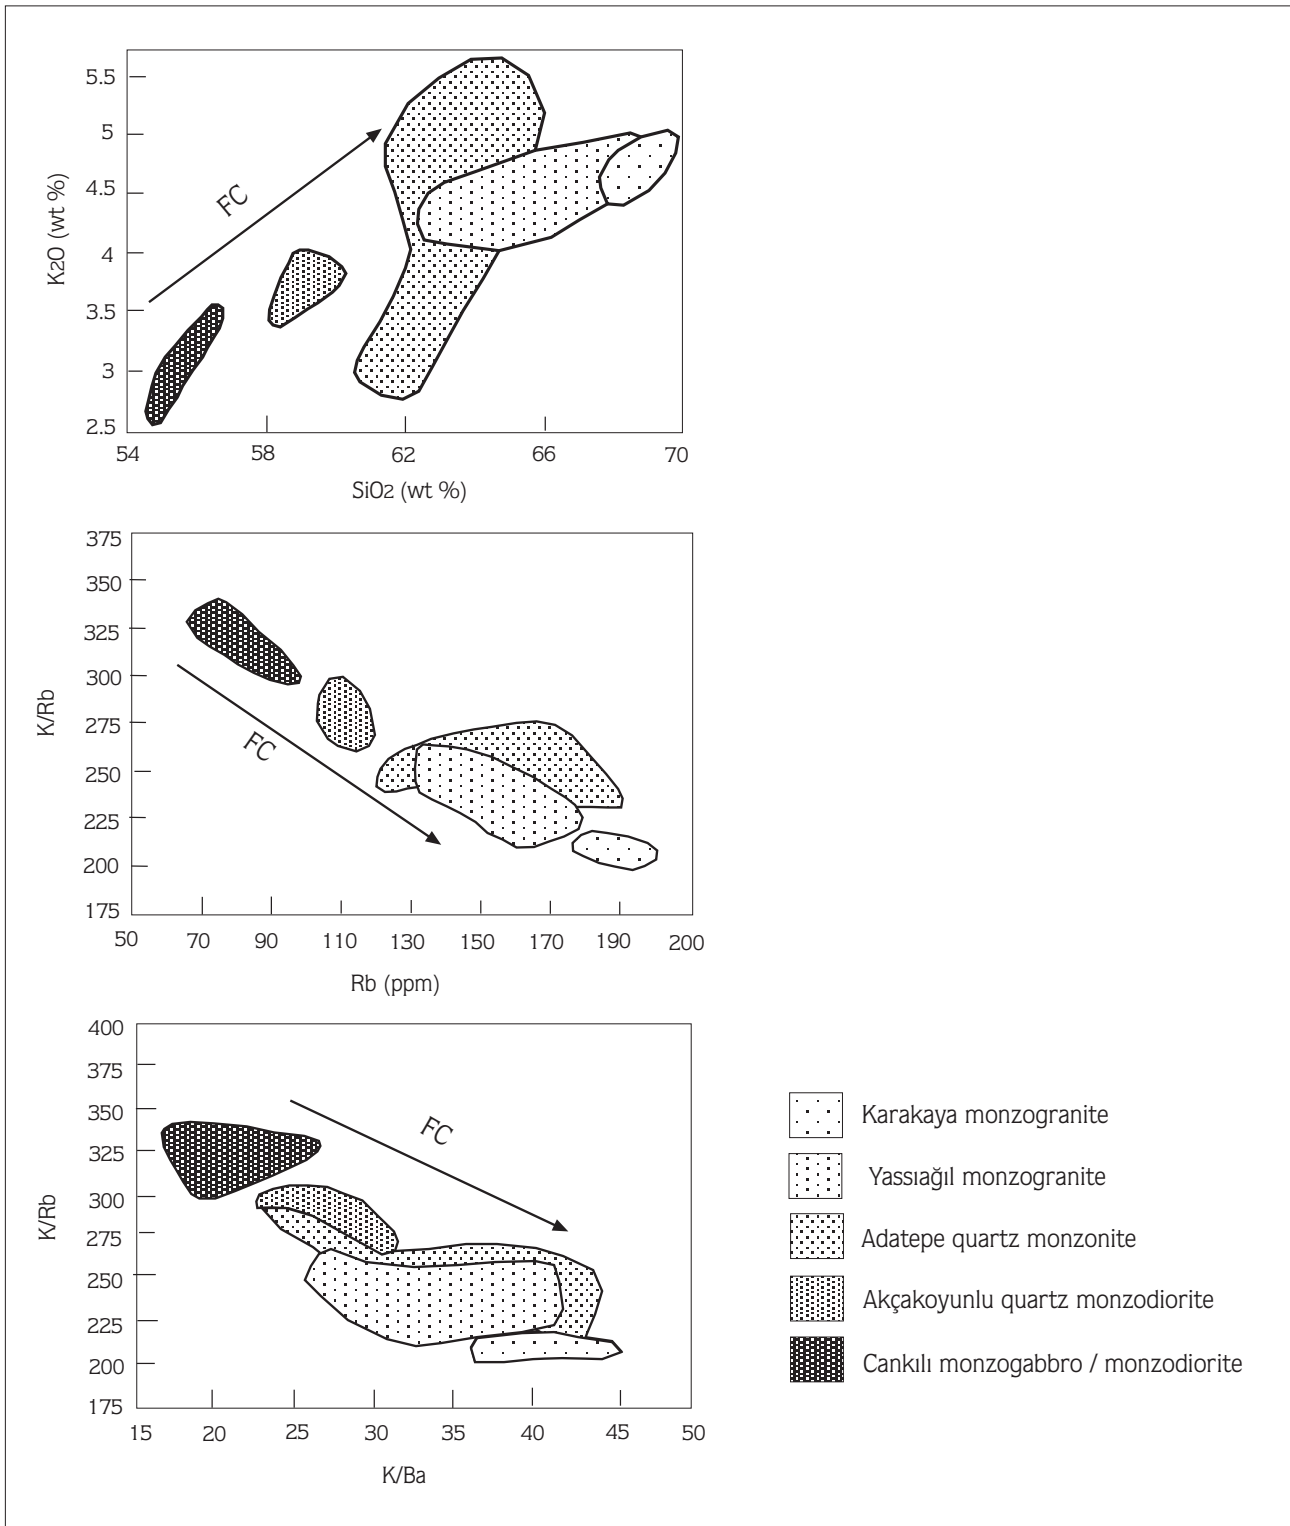 5.5
5
4.5
4
3.5
3
2.5
K2O (wt %)
FC
54 58 62 66 70
SiO2 (wt %)
375
350
325
300
275
250
225
200
175
K/Rb
FC
50 70 90 110 130 150 170 190 200
Rb (ppm)
400
375
350
325
300
275
250
225
200
175
K/Rb
FC
15 20 25 30 35 40 45 50
K/Ba
Karakaya monzogranite
Yassıağıl monzogranite
Adatepe quartz monzonite
Akçakoyunlu quartz monzodiorite
Cankılı monzogabbro / monzodiorite